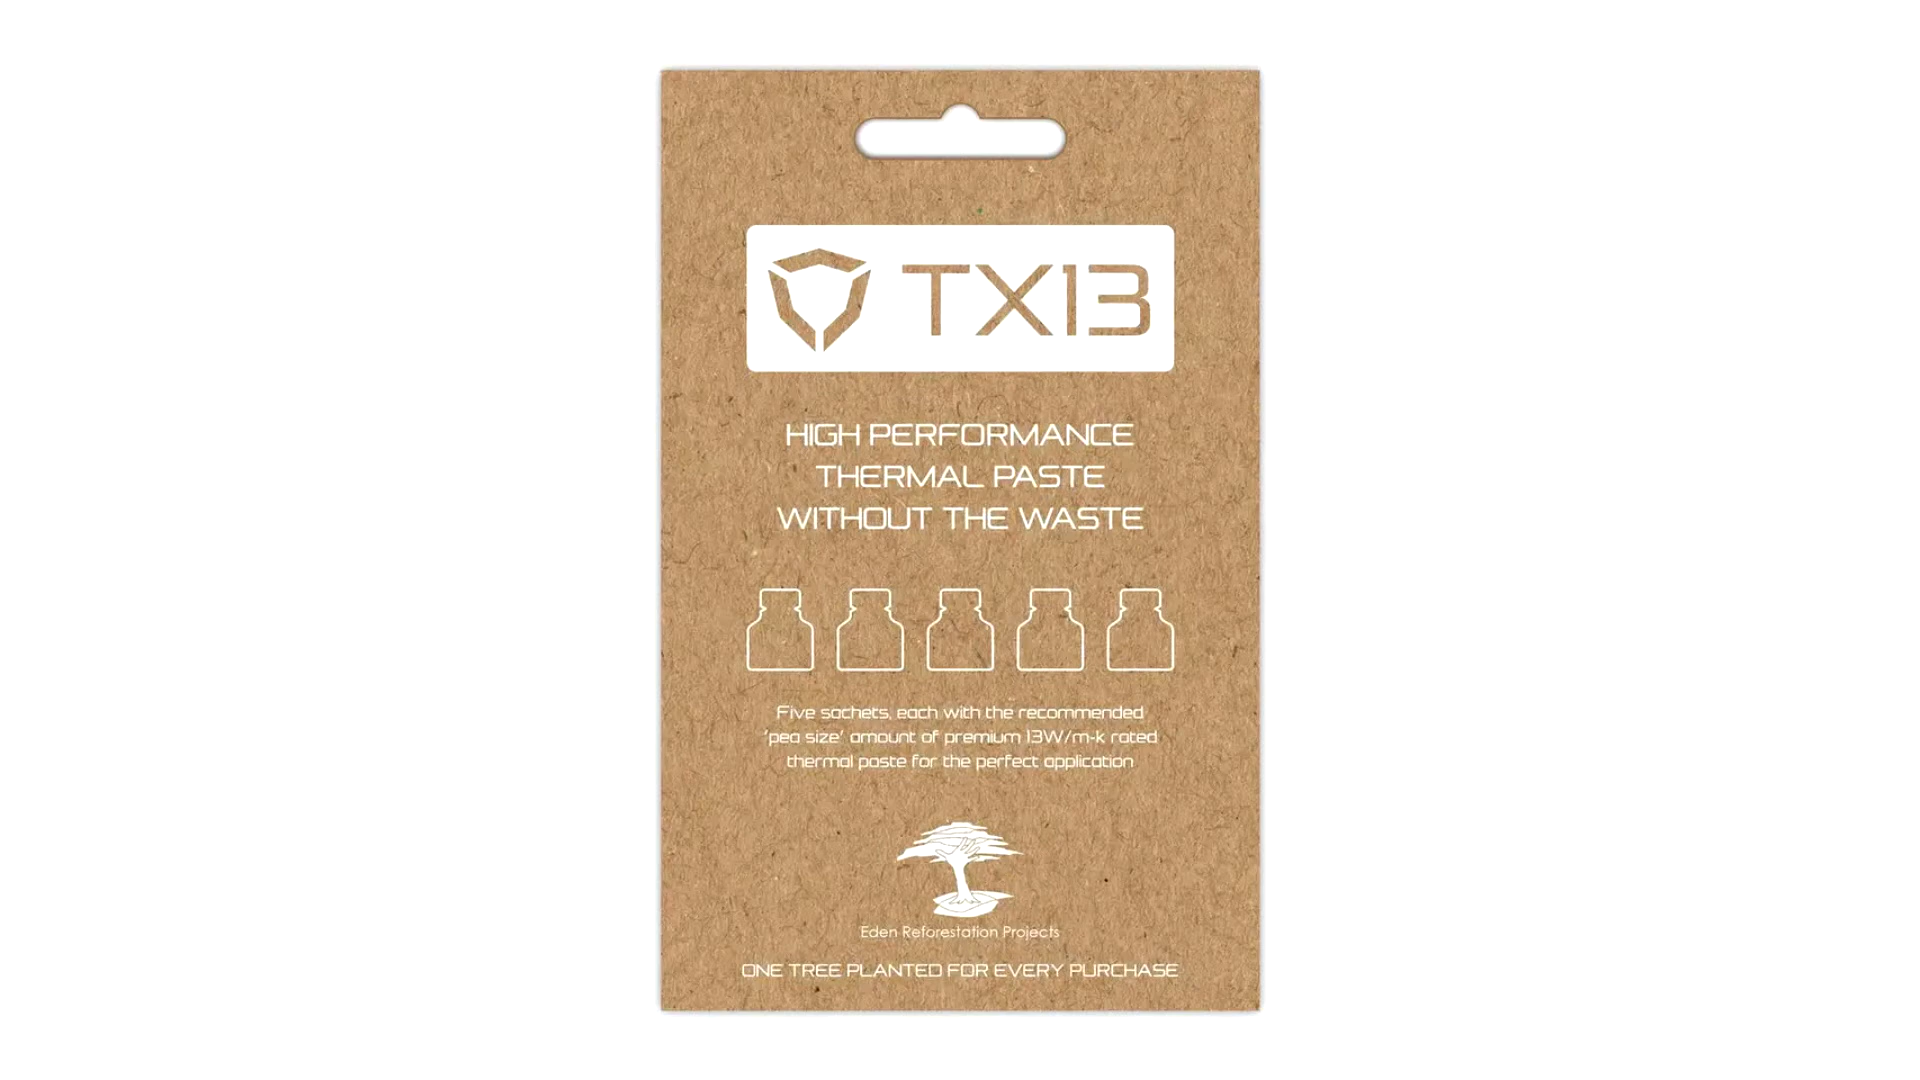 TX13
HIGH PERFORMANCE
THERMAL PASTE
WITHOUT THE WASTE
Five sachets, each with the recommended
'pea size' amount of premium 13W/m-k rated
thermal paste for the perfect application
Eden Reforestation Projects
ONE TREE PLANTED FOR EVERY PURCHASE